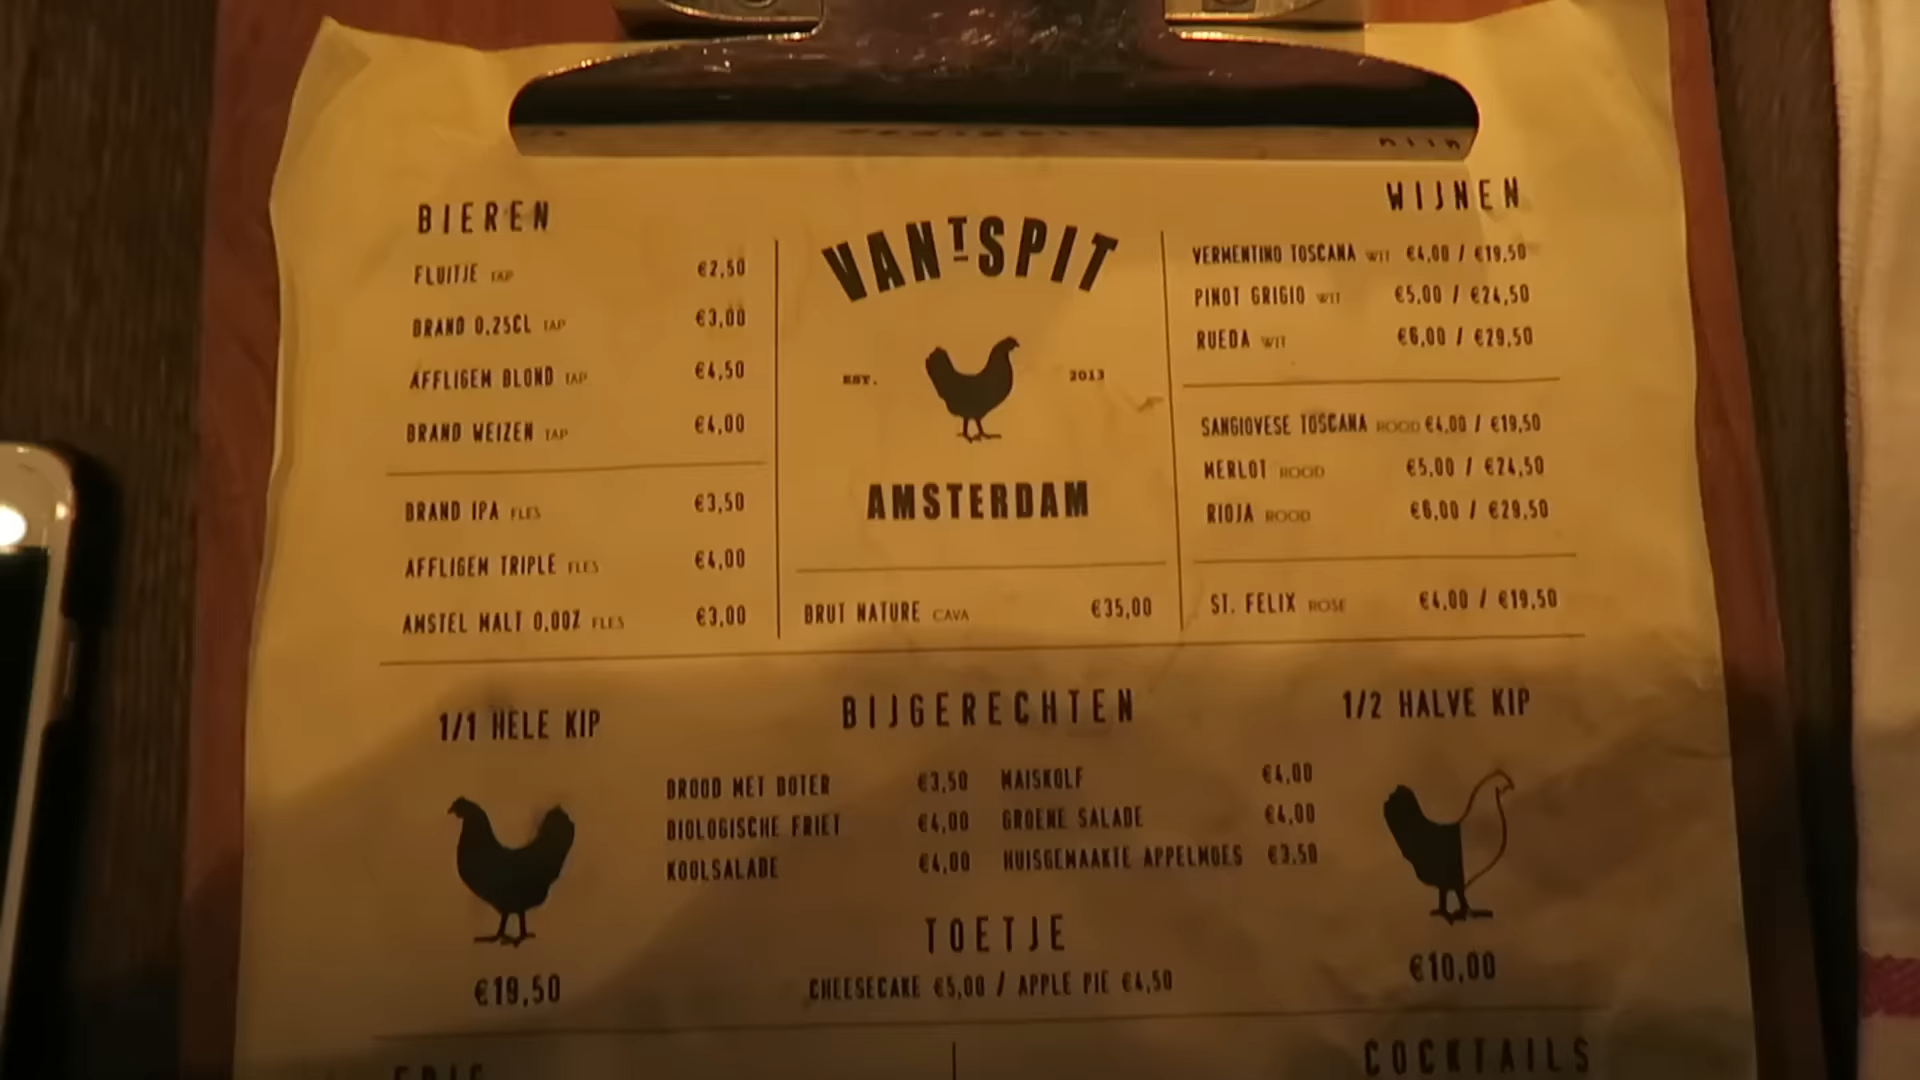 BIEREN
FLUITJE TAP €2,50
BRAND 0,25CL TAP €3,00
AFFLIGEM BLOND TAP €4,50
BRAND WEIZEN TAP €4,00
BRAND IPA FLES €3,50
AFFLIGEM TRIPLE FLES €4,00
AMSTEL MALT 0,00% FLES €3,00
VAN'T SPIT
EST. 2013
AMSTERDAM
BRUT NATURE CAVA €35,00
WIJNEN
VERMENTINO TOSCANA WIT €4,00 / €19,50
PINOT GRIGIO WIT €5,00 / €24,50
RUEDA WIT €6,00 / €29,50
SANGIOVESE TOSCANA ROOD €4,00 / €19,50
MERLOT ROOD €5,00 / €24,50
RIOJA ROOD €6,00 / €29,50
ST. FELIX ROSE €4,00 / €19,50
1/1 HELE KIP
€19,50
BIJGERECHTEN
BROOD MET BOTER €3,50 MAISKOLF €4,00
BIOLOGISCHE FRIET €4,00 GROENE SALADE €4,00
KOOLSALADE €4,00 HUISGEMAAKTE APPELMOES €3,50
TOETJE
CHEESECAKE €5,00 / APPLE PIE €4,50
1/2 HALVE KIP
€10,00
COCKTAILS